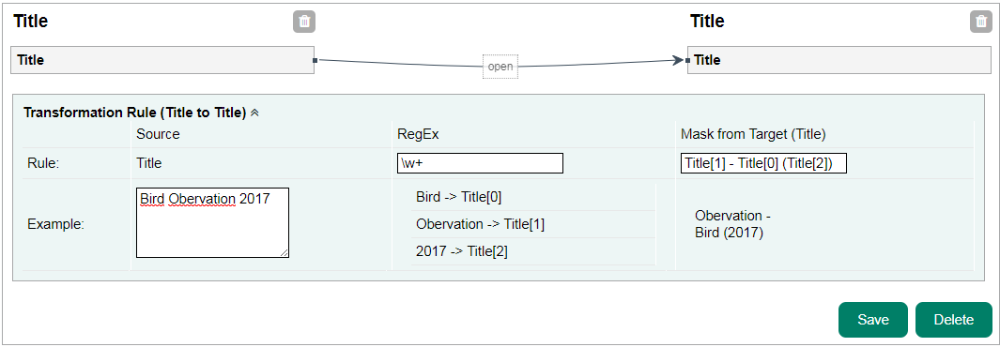 Title Title
Title open Title
Transformation Rule (Title to Title)
Source RegEx Mask from Target (Title)
Rule: Title \w+ Title[1] - Title[0] (Title[2])
Example: Bird Obervation 2017
Bird -> Title[0]
Obervation -> Title[1]
2017 -> Title[2]
Obervation -
Bird (2017)
Save Delete